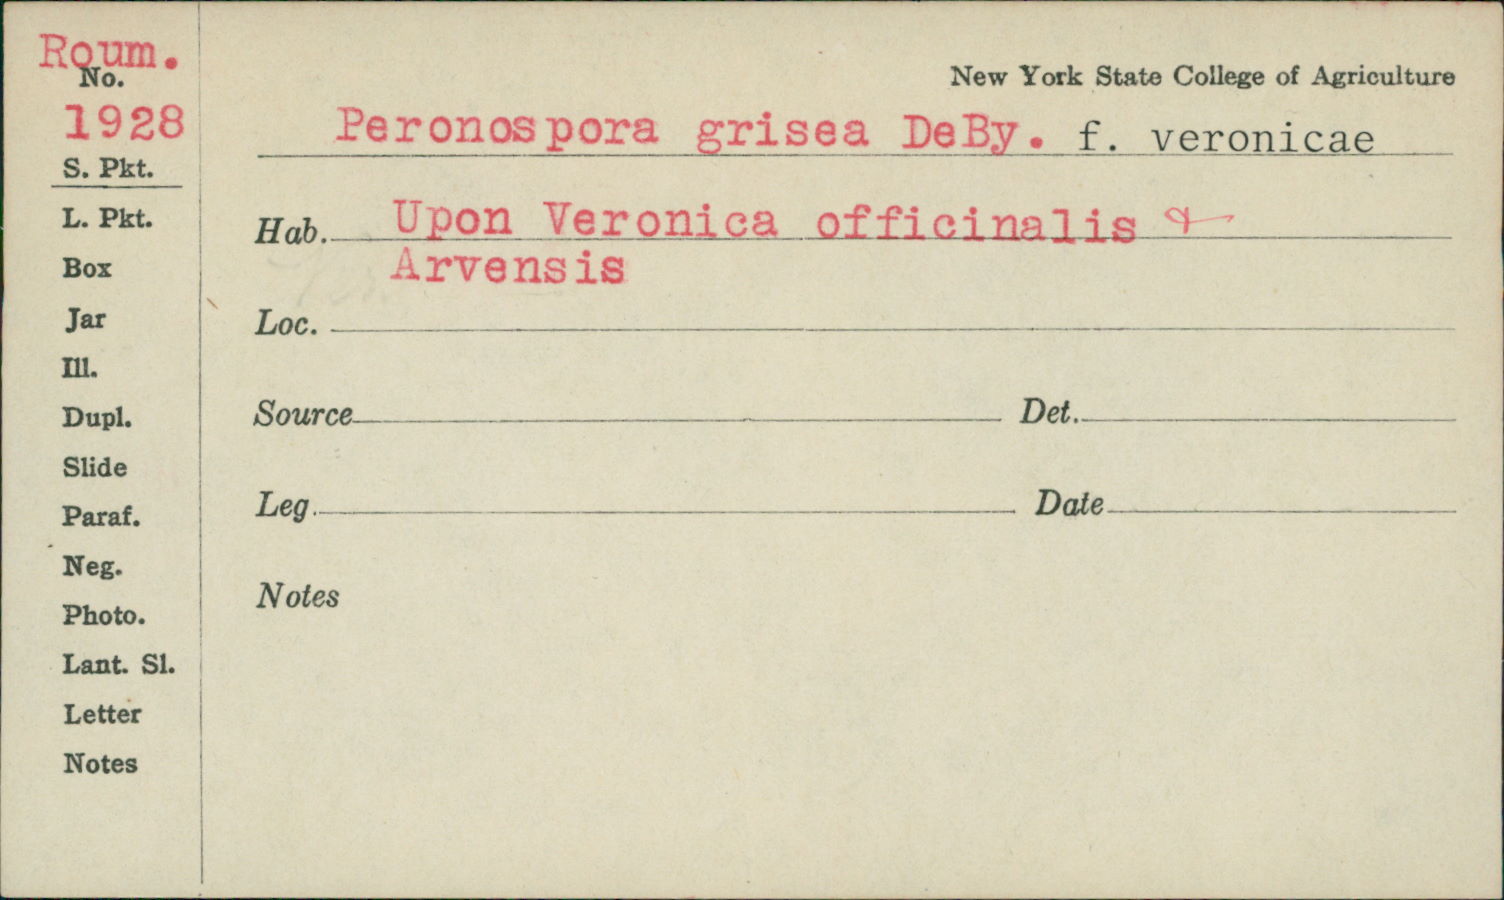 Roum.
No.
1928
S. Pkt.
L. Pkt.
Box
Jar
Ill.
Dupl.
Slide
Paraf.
Neg.
Photo.
Lant. Sl.
Letter
Notes
New York State College of Agriculture
Peronospora grisea DeBy. f. veronicae
Hab. Upon Veronica officinalis &
Arvensis
Loc.
Source Det.
Leg. Date
Notes